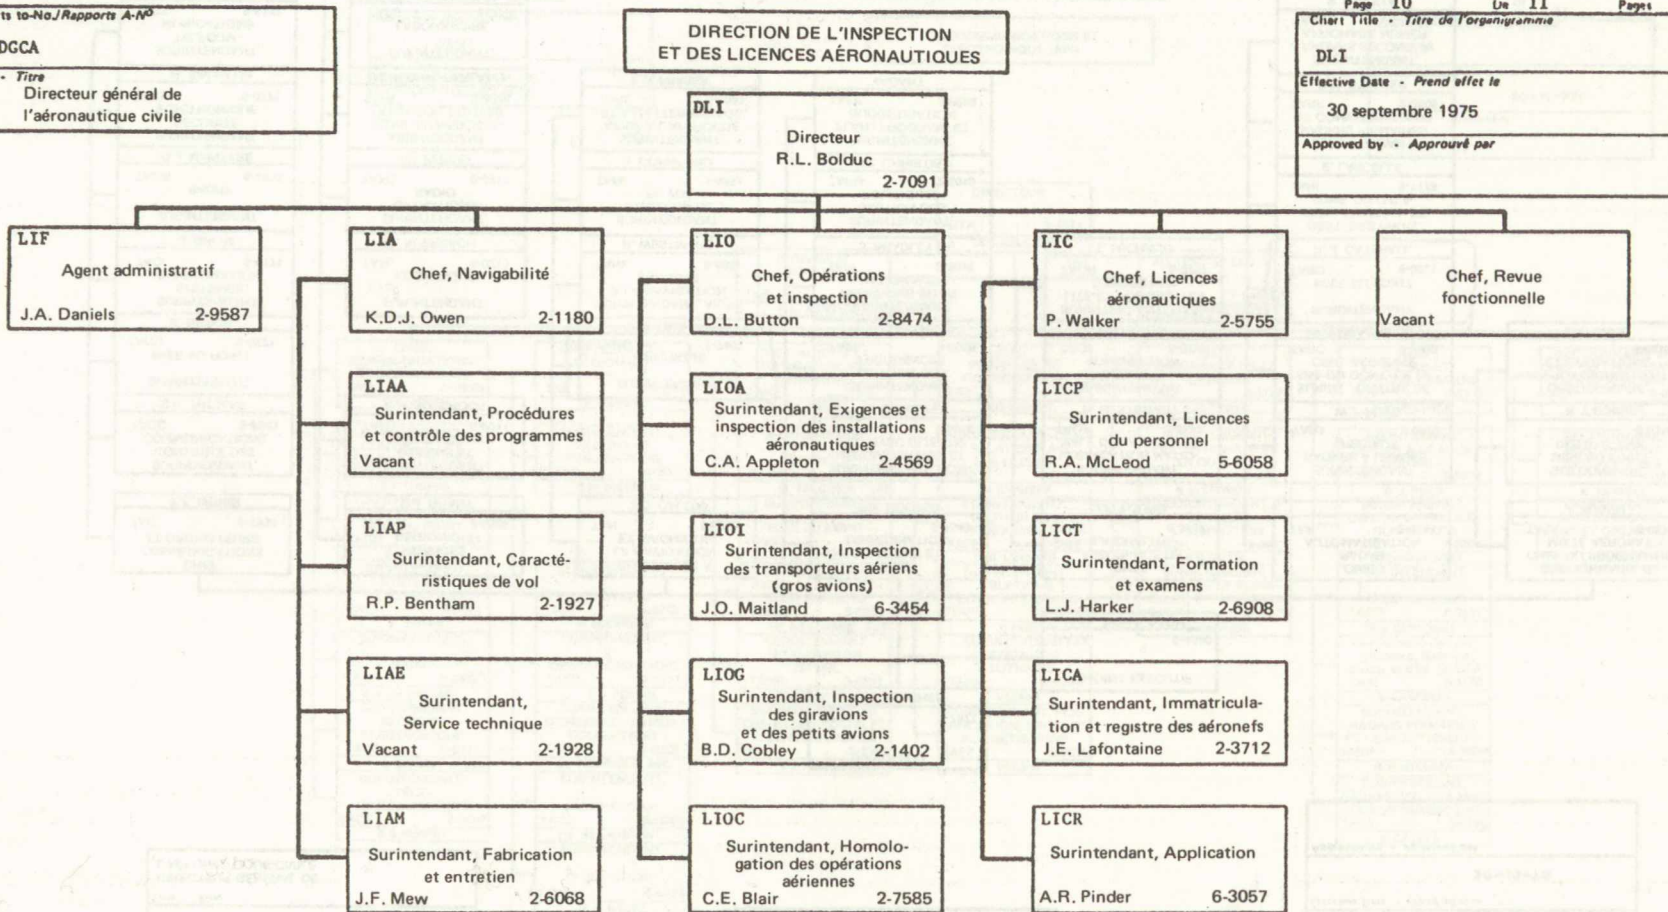 ts to-No./Rapports A-Nº
DGCA
- Titre
Directeur général de
l'aéronautique civile
DIRECTION DE L'INSPECTION
ET DES LICENCES AÉRONAUTIQUES
Page 10 De 11 Pages
Chart Title - Titre de l'organigramme
DLI
Effective Date - Prend effet le
30 septembre 1975
Approved by - Approuvé par
DLI
Directeur
R.L. Bolduc
2-7091
LIF
Agent administratif
J.A. Daniels 2-9587
LIA
Chef, Navigabilité
K.D.J. Owen 2-1180
LIO
Chef, Opérations
et inspection
D.L. Button 2-8474
LIC
Chef, Licences
aéronautiques
P. Walker 2-5755
Chef, Revue
fonctionnelle
Vacant
LIAA
Surintendant, Procédures
et contrôle des programmes
Vacant
LIOA
Surintendant, Exigences et
inspection des installations
aéronautiques
C.A. Appleton 2-4569
LICP
Surintendant, Licences
du personnel
R.A. McLeod 5-6058
LIAP
Surintendant, Caracté-
ristiques de vol
R.P. Bentham 2-1927
LIOI
Surintendant, Inspection
des transporteurs aériens
(gros avions)
J.O. Maitland 6-3454
LICT
Surintendant, Formation
et examens
L.J. Harker 2-6908
LIAE
Surintendant,
Service technique
Vacant 2-1928
LIOG
Surintendant, Inspection
des giravions
et des petits avions
B.D. Cobley 2-1402
LICA
Surintendant, Immatricula-
tion et registre des aéronefs
J.E. Lafontaine 2-3712
LIAM
Surintendant, Fabrication
et entretien
J.F. Mew 2-6068
LIOC
Surintendant, Homolo-
gation des opérations
aériennes
C.E. Blair 2-7585
LICR
Surintendant, Application
A.R. Pinder 6-3057